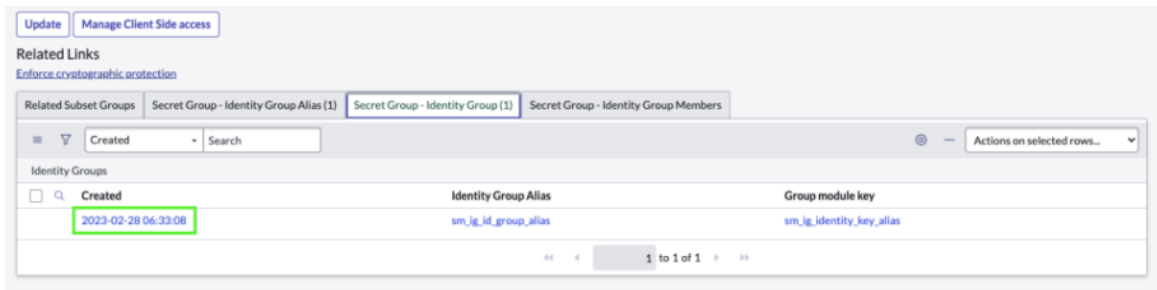 Update Manage Client Side access
Related Links
Enforce cryptographic protection
Related Subset Groups Secret Group - Identity Group Alias (1) Secret Group - Identity Group (1) Secret Group - Identity Group Members
Created Search Actions on selected rows...
Identity Groups
Created Identity Group Alias Group module key
2023-02-28 06:33:08 sm_ig_id_group_alias sm_ig_identity_key_alias
1 to 1 of 1